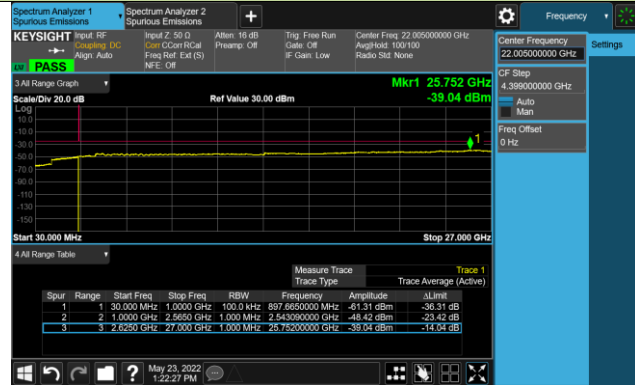 Spectrum Analyzer 1
Spurious Emissions
Spectrum Analyzer 2
Spurious Emissions
Frequency
KEYSIGHT
Input: RF
Coupling: DC
Align: Auto
Input Z: 50 Ω
Corr CCorr RCal
Freq Ref: Ext (S)
NFE: Off
Atten: 16 dB
Preamp: Off
Trig: Free Run
Gate: Off
IF Gain: Low
Center Freq: 22.005000000 GHz
Avg|Hold: 100/100
Radio Std: None
PASS
Center Frequency
22.005000000 GHz
Settings
CF Step
4.399000000 GHz
Auto
Man
Freq Offset
0 Hz
3 All Range Graph
Mkr1 25.752 GHz
Scale/Div 20.0 dB
Ref Value 30.00 dBm
-39.04 dBm
Log
10.0
-10.0
-30.0
-50.0
-70.0
-90.0
-110
-130
-150
1
Start 30.000 MHz
Stop 27.000 GHz
4 All Range Table
Measure Trace
Trace 1
Trace Type
Trace Average (Active)
Spur Range Start Freq Stop Freq RBW Frequency Amplitude ΔLimit
1 1 30.000 MHz 1.0000 GHz 100.0 kHz 897.6650000 MHz -61.31 dBm -36.31 dB
2 2 1.0000 GHz 2.5650 GHz 1.000 MHz 2.543090000 GHz -48.42 dBm -23.42 dB
3 3 2.6250 GHz 27.000 GHz 1.000 MHz 25.75200000 GHz -39.04 dBm -14.04 dB
May 23, 2022
1:22:27 PM